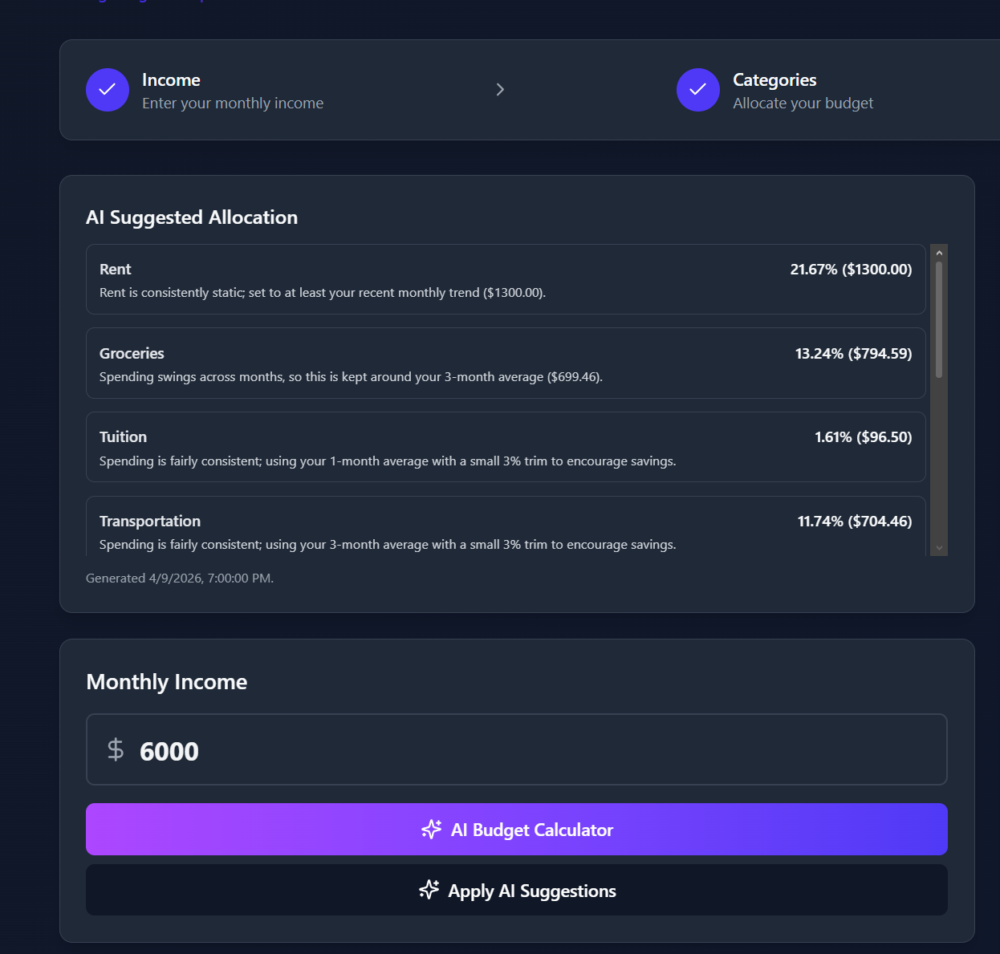 Income
Enter your monthly income
Categories
Allocate your budget
AI Suggested Allocation
Rent 21.67% ($1300.00)
Rent is consistently static; set to at least your recent monthly trend ($1300.00).
Groceries 13.24% ($794.59)
Spending swings across months, so this is kept around your 3-month average ($699.46).
Tuition 1.61% ($96.50)
Spending is fairly consistent; using your 1-month average with a small 3% trim to encourage savings.
Transportation 11.74% ($704.46)
Spending is fairly consistent; using your 3-month average with a small 3% trim to encourage savings.
Generated 4/9/2026, 7:00:00 PM.
Monthly Income
$ 6000
AI Budget Calculator
Apply AI Suggestions